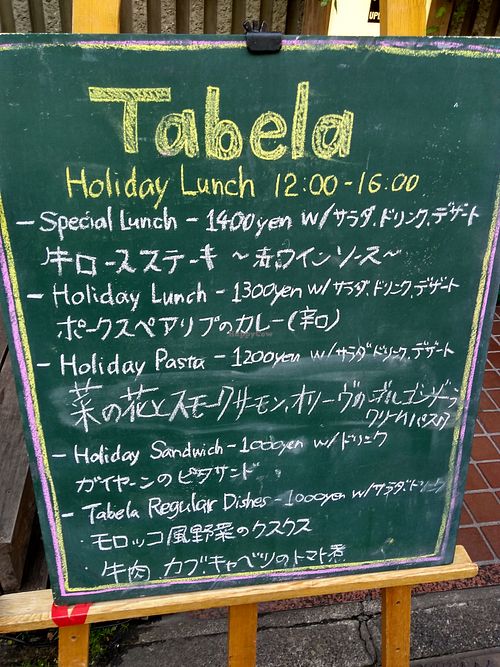 Tabela
Holiday Lunch 12:00-16:00
- Special Lunch - 1400yen w/サラダ、ドリンク、デザート
牛ロースステーキ 〜赤ワインソース〜
- Holiday Lunch - 1300yen w/サラダ、ドリンク、デザート
ポークスペアリブのカレー(辛口)
- Holiday Pasta - 1200yen w/サラダ ドリンク、デザート
菜の花とスモークサーモン、オリーヴの ゴルゴンゾーラ
クリームパスタ
- Holiday Sandwich - 1000yen w/ドリンク
ガイヤーンのピタサンド
- Tabela Regular Dishes - 1000yen w/サラダ、ドリンク
・モロッコ風野菜のクスクス
・牛肉 カブ キャベツのトマト煮